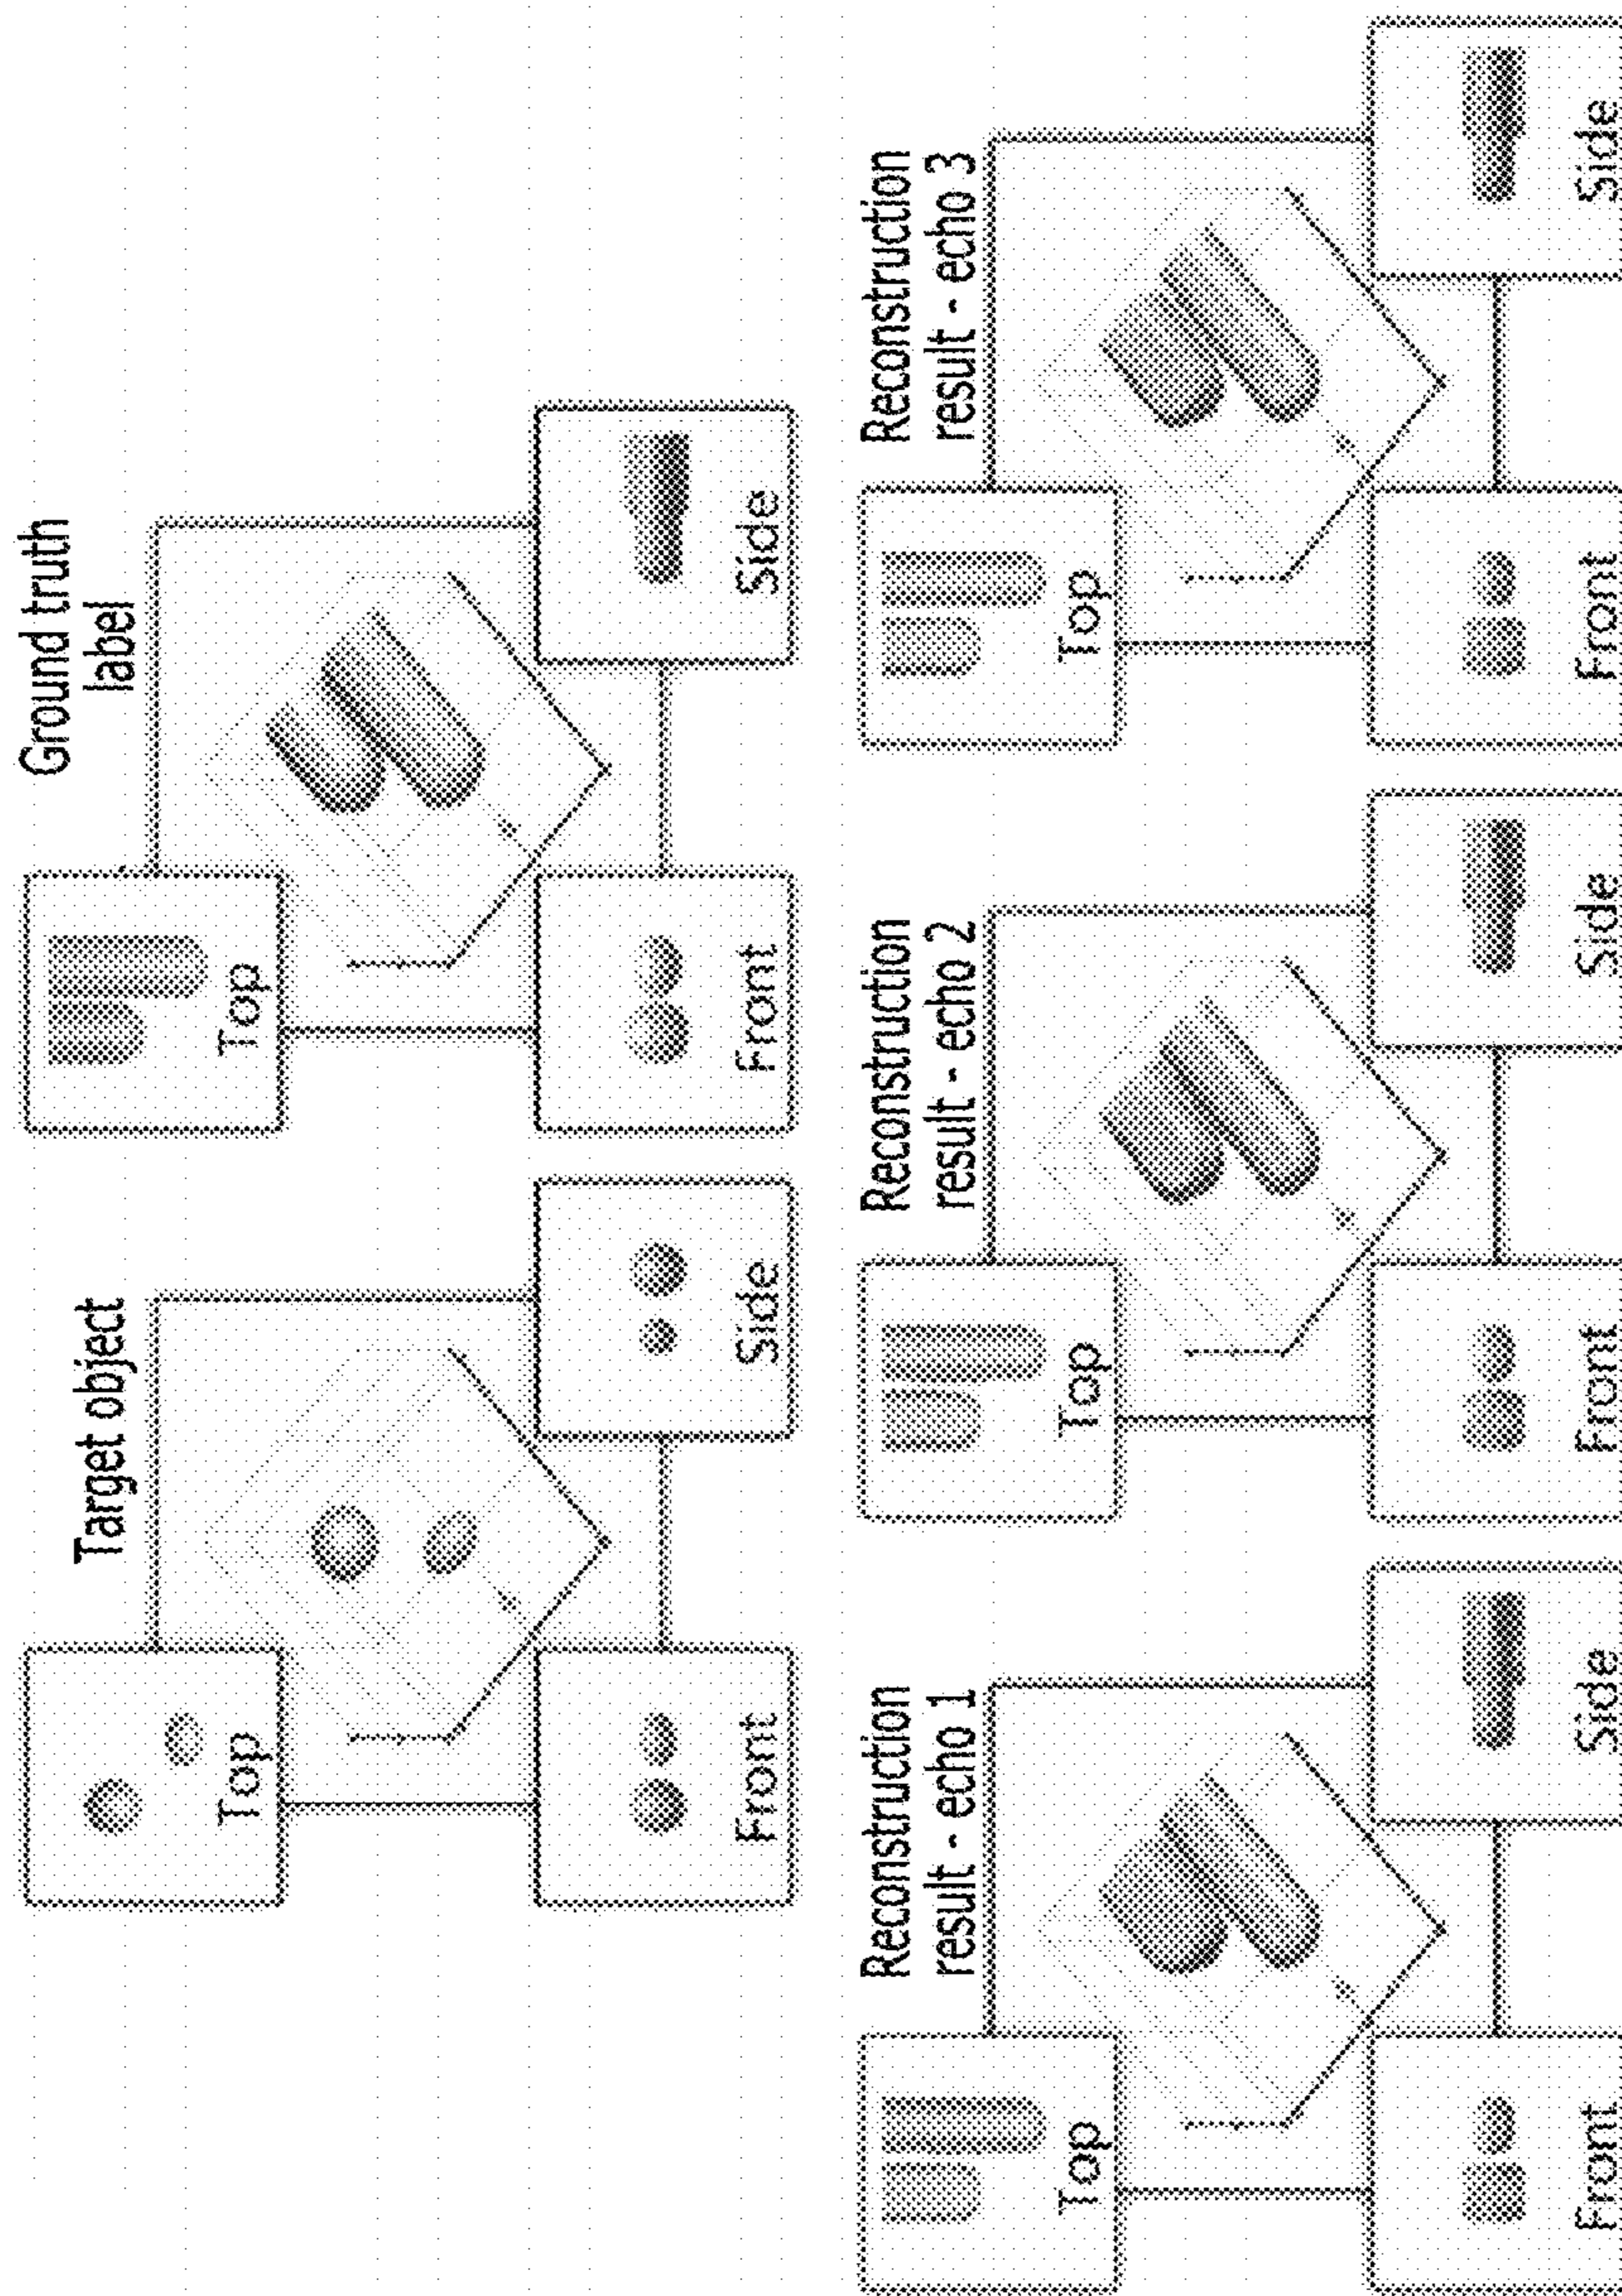 Target object
Top
Front
Side
Ground truth
label
Top
Front
Side
Reconstruction
result - echo 1
Top
Front
Side
Reconstruction
result - echo 2
Top
Front
Side
Reconstruction
result - echo 3
Top
Front
Side